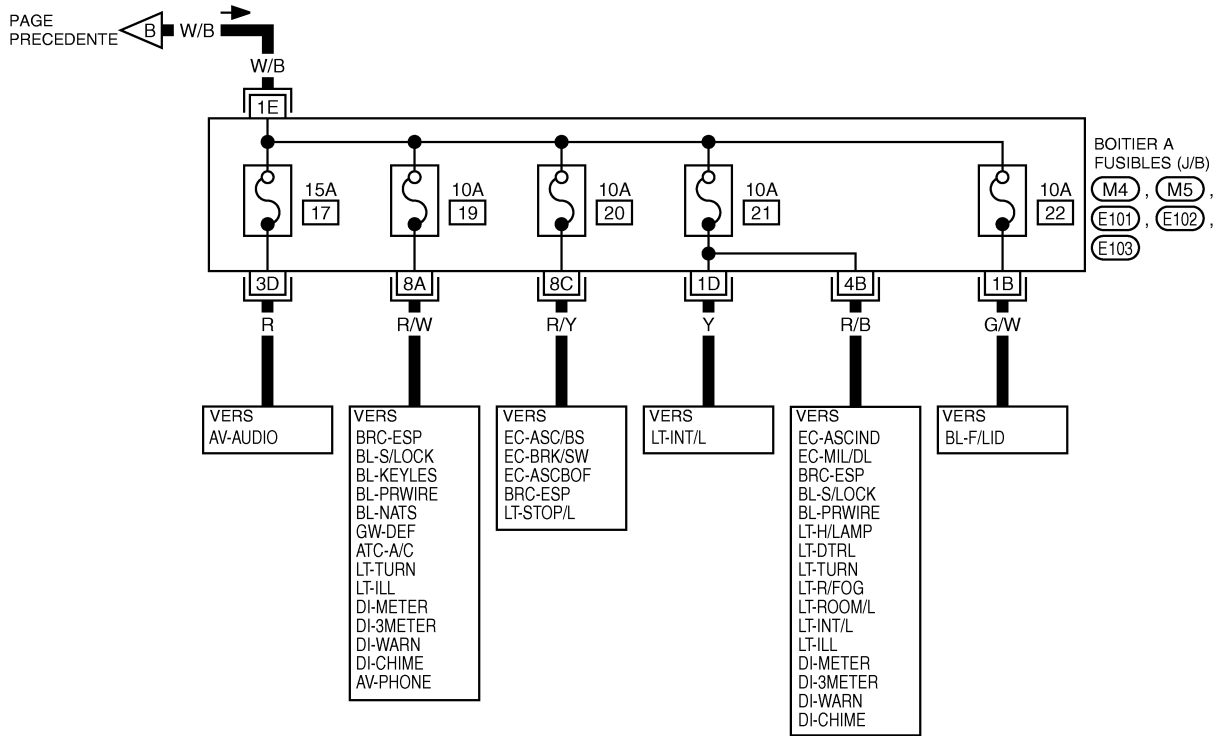 PAGE
PRECEDENTE
B
W/B
W/B
1E
BOITIER A
FUSIBLES (J/B)
M4 , M5 ,
E101 , E102 ,
E103
15A
17
10A
19
10A
20
10A
21
10A
22
3D
8A
8C
1D
4B
1B
R
R/W
R/Y
Y
R/B
G/W
VERS
AV-AUDIO
VERS
BRC-ESP
BL-S/LOCK
BL-KEYLES
BL-PRWIRE
BL-NATS
GW-DEF
ATC-A/C
LT-TURN
LT-ILL
DI-METER
DI-3METER
DI-WARN
DI-CHIME
AV-PHONE
VERS
EC-ASC/BS
EC-BRK/SW
EC-ASCBOF
BRC-ESP
LT-STOP/L
VERS
LT-INT/L
VERS
EC-ASCIND
EC-MIL/DL
BRC-ESP
BL-S/LOCK
BL-PRWIRE
LT-H/LAMP
LT-DTRL
LT-TURN
LT-R/FOG
LT-ROOM/L
LT-INT/L
LT-ILL
DI-METER
DI-3METER
DI-WARN
DI-CHIME
VERS
BL-F/LID